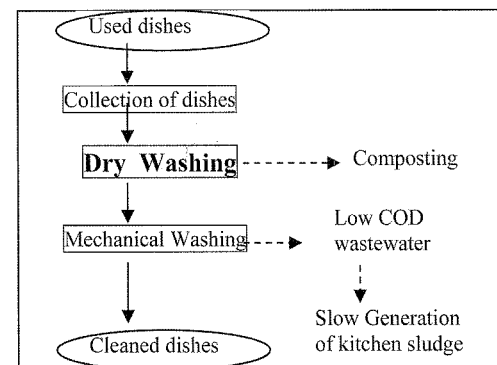 Used dishes
Collection of dishes
Dry Washing
Composting
Mechanical Washing
Low COD
wastewater
Slow Generation
of kitchen sludge
Cleaned dishes